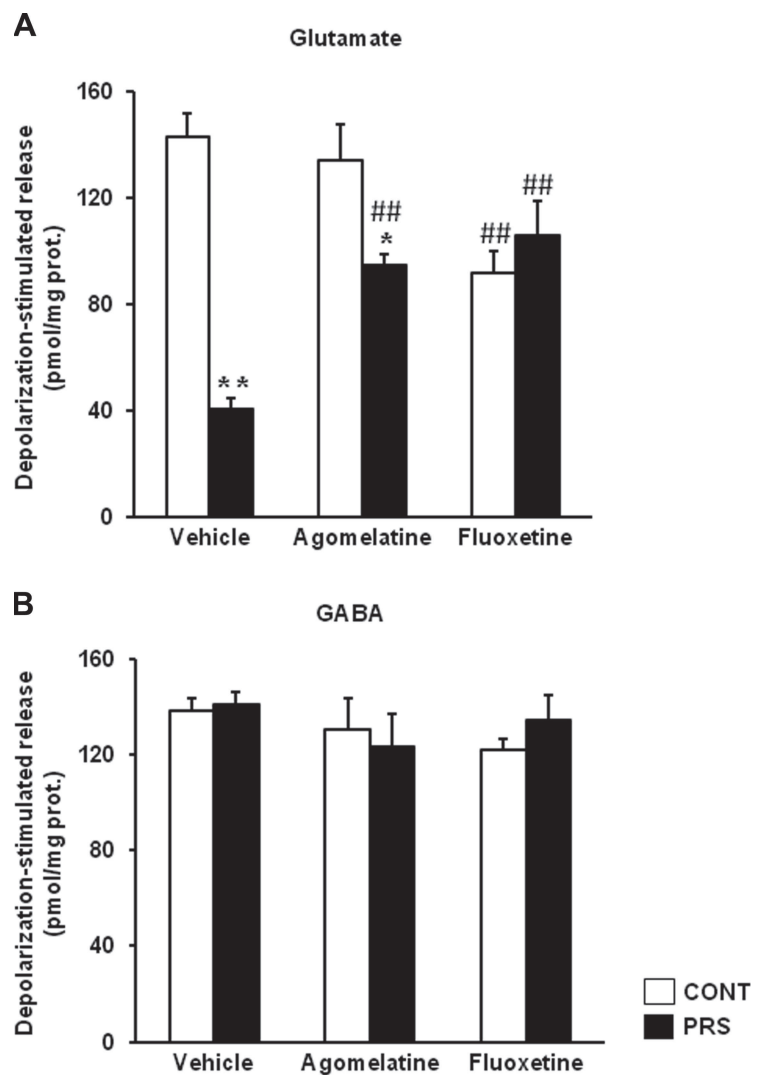 A
Glutamate
Depolarization-stimulated release
(pmol/mg prot.)
160
120
80
40
0
**
##
*
##
##
Vehicle
Agomelatine
Fluoxetine
B
GABA
Depolarization-stimulated release
(pmol/mg prot.)
160
120
80
40
0
Vehicle
Agomelatine
Fluoxetine
CONT
PRS